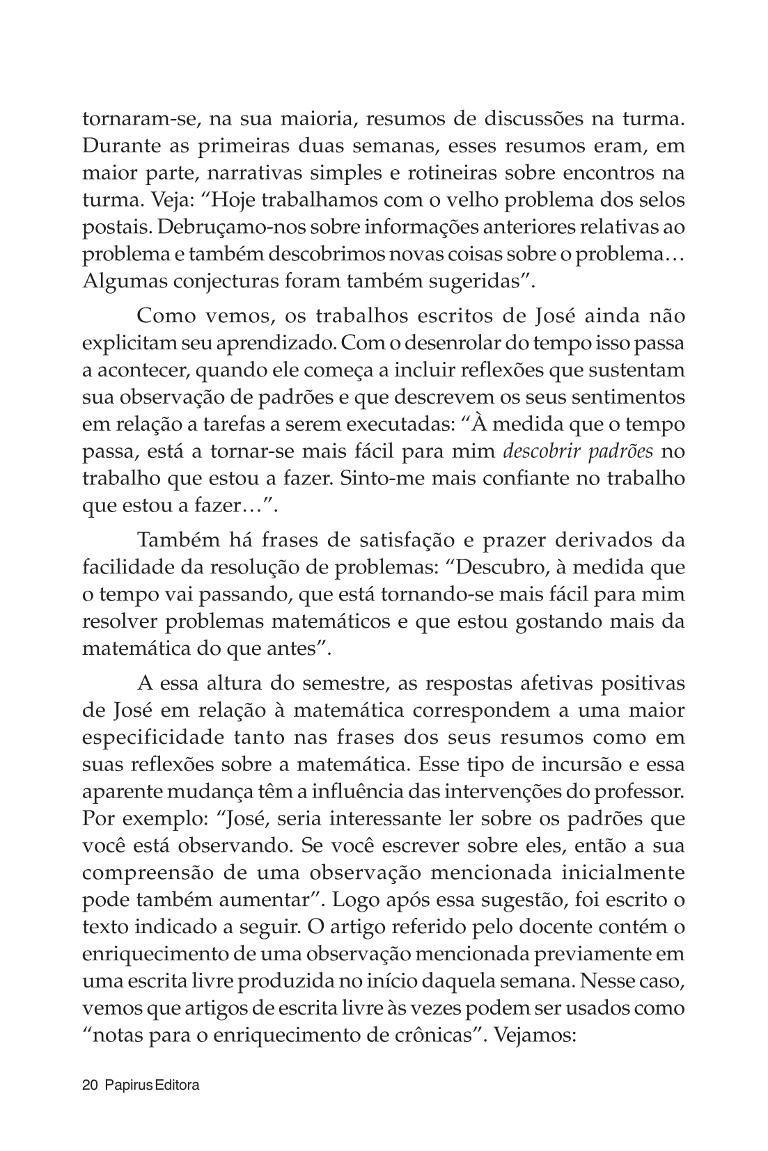 tornaram-se, na sua maioria, resumos de discussões na turma.
Durante as primeiras duas semanas, esses resumos eram, em
maior parte, narrativas simples e rotineiras sobre encontros na
turma. Veja: “Hoje trabalhamos com o velho problema dos selos
postais. Debruçamo-nos sobre informações anteriores relativas ao
problema e também descobrimos novas coisas sobre o problema…
Algumas conjecturas foram também sugeridas”.
Como vemos, os trabalhos escritos de José ainda não
explicitam seu aprendizado. Com o desenrolar do tempo isso passa
a acontecer, quando ele começa a incluir reflexões que sustentam
sua observação de padrões e que descrevem os seus sentimentos
em relação a tarefas a serem executadas: “À medida que o tempo
passa, está a tornar-se mais fácil para mim descobrir padrões no
trabalho que estou a fazer. Sinto-me mais confiante no trabalho
que estou a fazer…”.
Também há frases de satisfação e prazer derivados da
facilidade da resolução de problemas: “Descubro, à medida que
o tempo vai passando, que está tornando-se mais fácil para mim
resolver problemas matemáticos e que estou gostando mais da
matemática do que antes”.
A essa altura do semestre, as respostas afetivas positivas
de José em relação à matemática correspondem a uma maior
especificidade tanto nas frases dos seus resumos como em
suas reflexões sobre a matemática. Esse tipo de incursão e essa
aparente mudança têm a influência das intervenções do professor.
Por exemplo: “José, seria interessante ler sobre os padrões que
você está observando. Se você escrever sobre eles, então a sua
compreensão de uma observação mencionada inicialmente
pode também aumentar”. Logo após essa sugestão, foi escrito o
texto indicado a seguir. O artigo referido pelo docente contém o
enriquecimento de uma observação mencionada previamente em
uma escrita livre produzida no início daquela semana. Nesse caso,
vemos que artigos de escrita livre às vezes podem ser usados como
“notas para o enriquecimento de crônicas”. Vejamos:
20 Papirus Editora